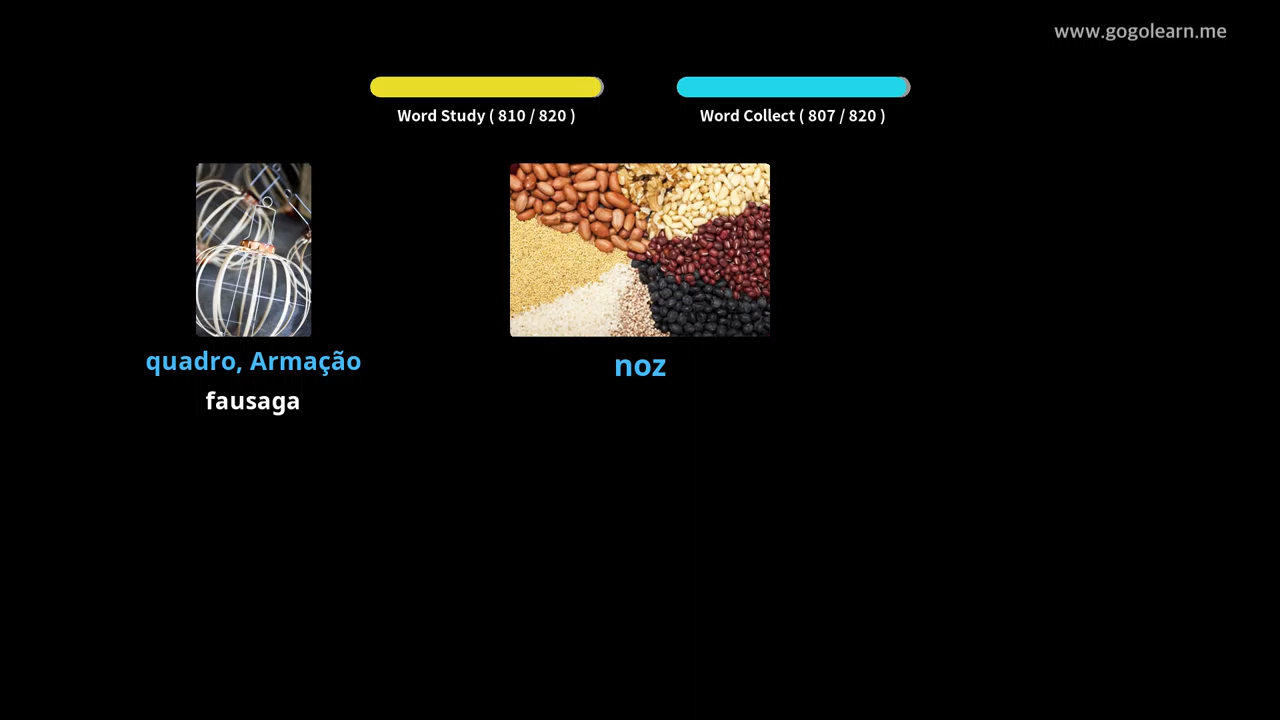 www.gogolearn.me
Word Study ( 810 / 820 )
Word Collect ( 807 / 820 )
quadro, Armação
fausaga
noz